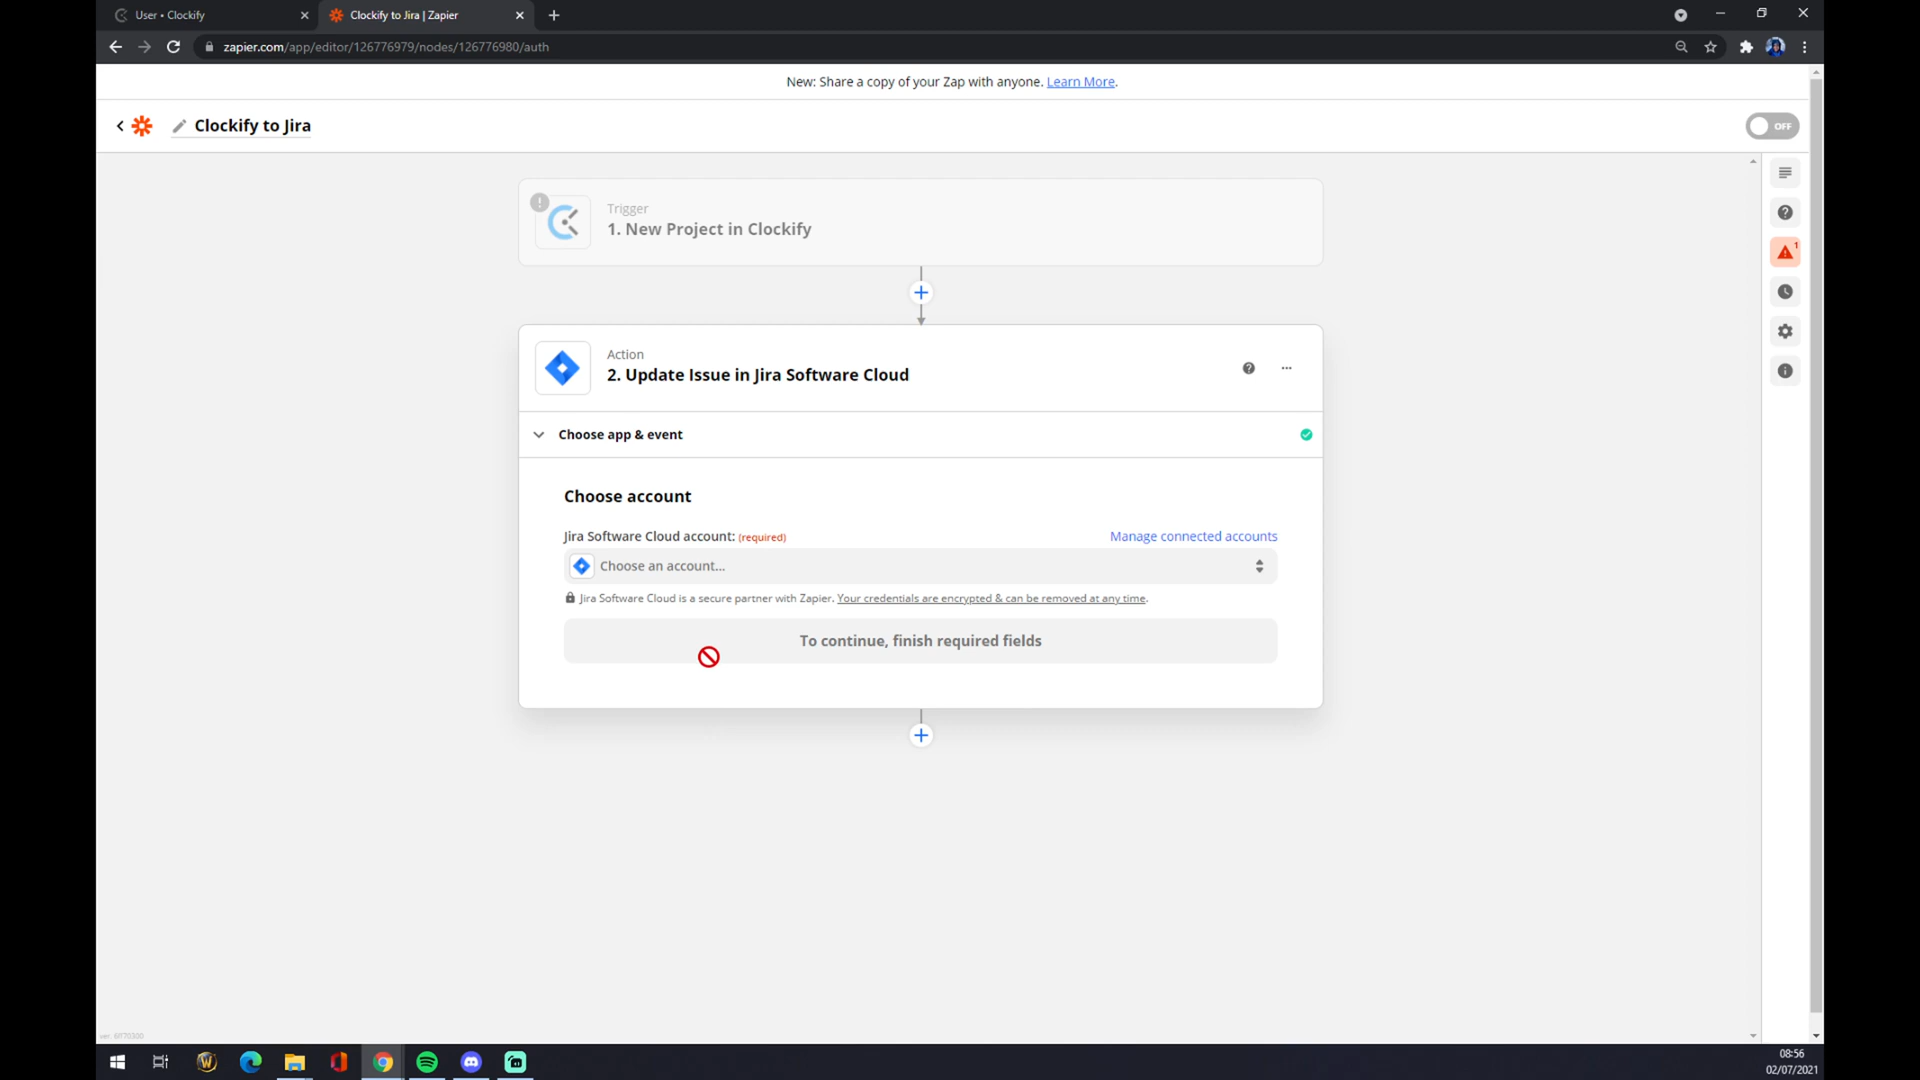 User • Clockify
Clockify to Jira | Zapier
zapier.com/app/editor/126776979/nodes/126776980/auth
New: Share a copy of your Zap with anyone. Learn More.
Clockify to Jira
OFF
Trigger
1. New Project in Clockify
1
Action
2. Update Issue in Jira Software Cloud
Choose app & event
Choose account
Jira Software Cloud account: (required)
Manage connected accounts
Choose an account...
Jira Software Cloud is a secure partner with Zapier. Your credentials are encrypted & can be removed at any time.
To continue, finish required fields
08:56
02/07/2021